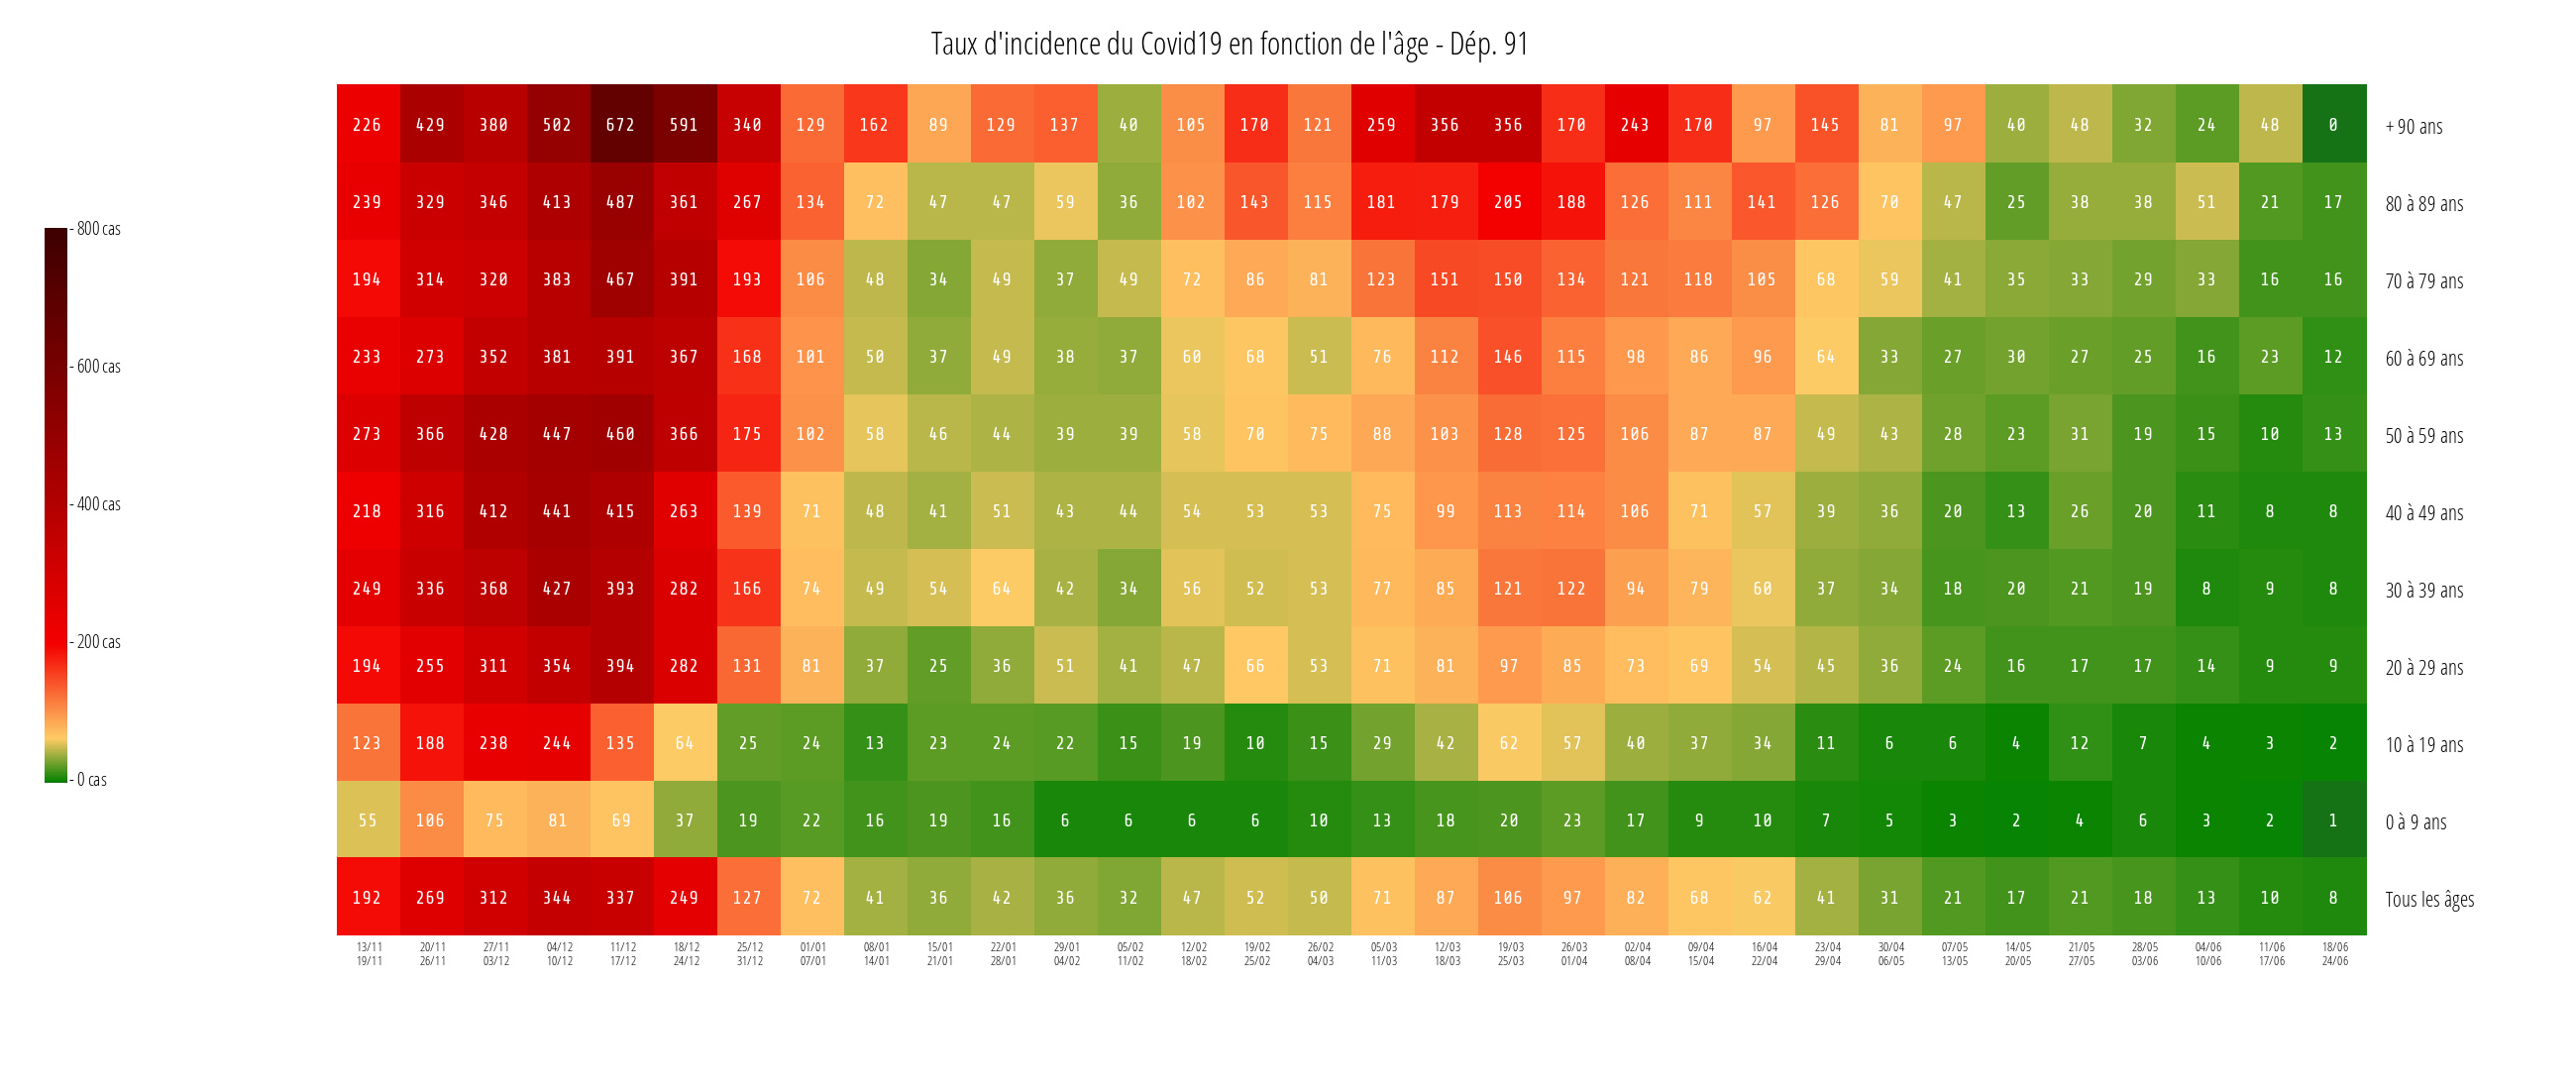 Taux d'incidence du Covid19 en fonction de l'âge - Dép. 91
- 800 cas
- 600 cas
- 400 cas
- 200 cas
- 0 cas
226 429 380 502 672 591 340 129 162 89 129 137 40 105 170 121 259 356 356 170 243 170 97 145 81 97 40 48 32 24 48 0 + 90 ans
239 329 346 413 487 361 267 134 72 47 47 59 36 102 143 115 181 179 205 188 126 111 141 126 70 47 25 38 38 51 21 17 80 à 89 ans
194 314 320 383 467 391 193 106 48 34 49 37 49 72 86 81 123 151 150 134 121 118 105 68 59 41 35 33 29 33 16 16 70 à 79 ans
233 273 352 381 391 367 168 101 50 37 49 38 37 60 68 51 76 112 146 115 98 86 96 64 33 27 30 27 25 16 23 12 60 à 69 ans
273 366 428 447 460 366 175 102 58 46 44 39 39 58 70 75 88 103 128 125 106 87 87 49 43 28 23 31 19 15 10 13 50 à 59 ans
218 316 412 441 415 263 139 71 48 41 51 43 44 54 53 53 75 99 113 114 106 71 57 39 36 20 13 26 20 11 8 8 40 à 49 ans
249 336 368 427 393 282 166 74 49 54 64 42 34 56 52 53 77 85 121 122 94 79 60 37 34 18 20 21 19 8 9 8 30 à 39 ans
194 255 311 354 394 282 131 81 37 25 36 51 41 47 66 53 71 81 97 85 73 69 54 45 36 24 16 17 17 14 9 9 20 à 29 ans
123 188 238 244 135 64 25 24 13 23 24 22 15 19 10 15 29 42 62 57 40 37 34 11 6 6 4 12 7 4 3 2 10 à 19 ans
55 106 75 81 69 37 19 22 16 19 16 6 6 6 6 10 13 18 20 23 17 9 10 7 5 3 2 4 6 3 2 1 0 à 9 ans
192 269 312 344 337 249 127 72 41 36 42 36 32 47 52 50 71 87 106 97 82 68 62 41 31 21 17 21 18 13 10 8 Tous les âges
13/11 20/11 27/11 04/12 11/12 18/12 25/12 01/01 08/01 15/01 22/01 29/01 05/02 12/02 19/02 26/02 05/03 12/03 19/03 26/03 02/04 09/04 16/04 23/04 30/04 07/05 14/05 21/05 28/05 04/06 11/06 18/06
19/11 26/11 03/12 10/12 17/12 24/12 31/12 07/01 14/01 21/01 28/01 04/02 11/02 18/02 25/02 04/03 11/03 18/03 25/03 01/04 08/04 15/04 22/04 29/04 06/05 13/05 20/05 27/05 03/06 10/06 17/06 24/06